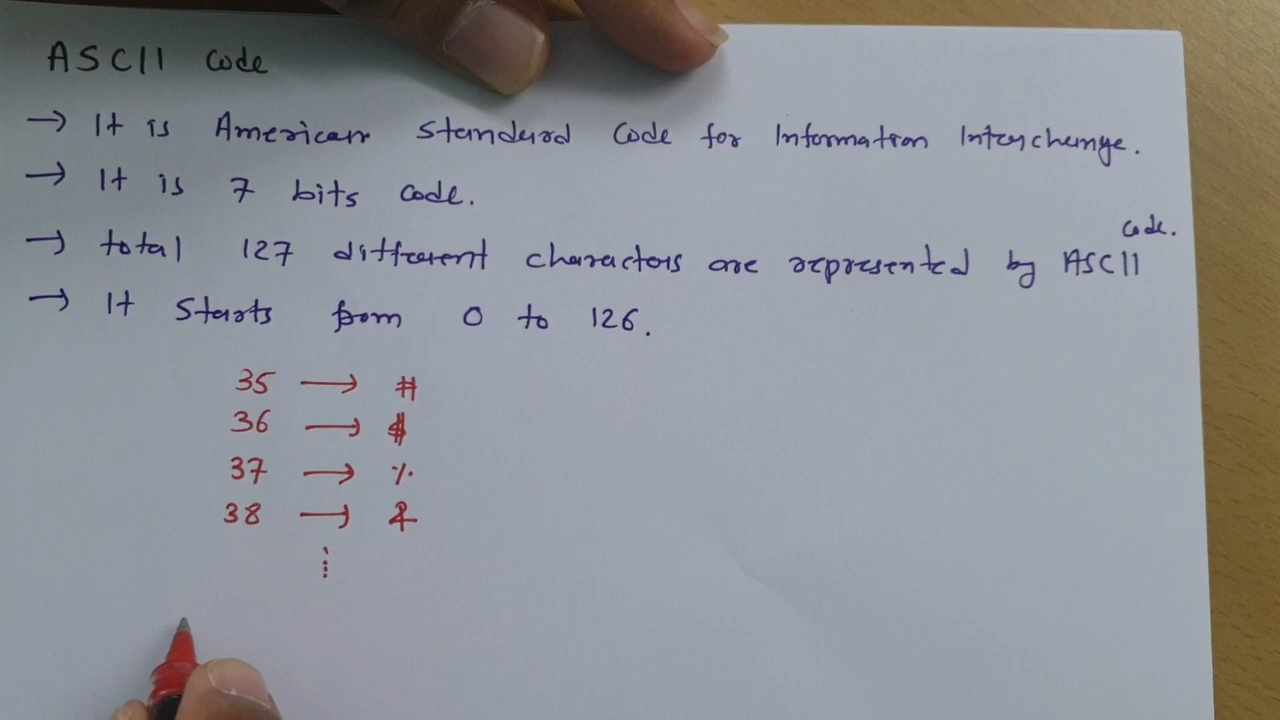 ASCII Code
→ It is American Standard Code for Information Interchange.
→ It is 7 bits code.
→ total 127 different characters are represented by ASCII code.
→ It starts from 0 to 126.
35 → #
36 → $
37 → %
38 → &
⋮